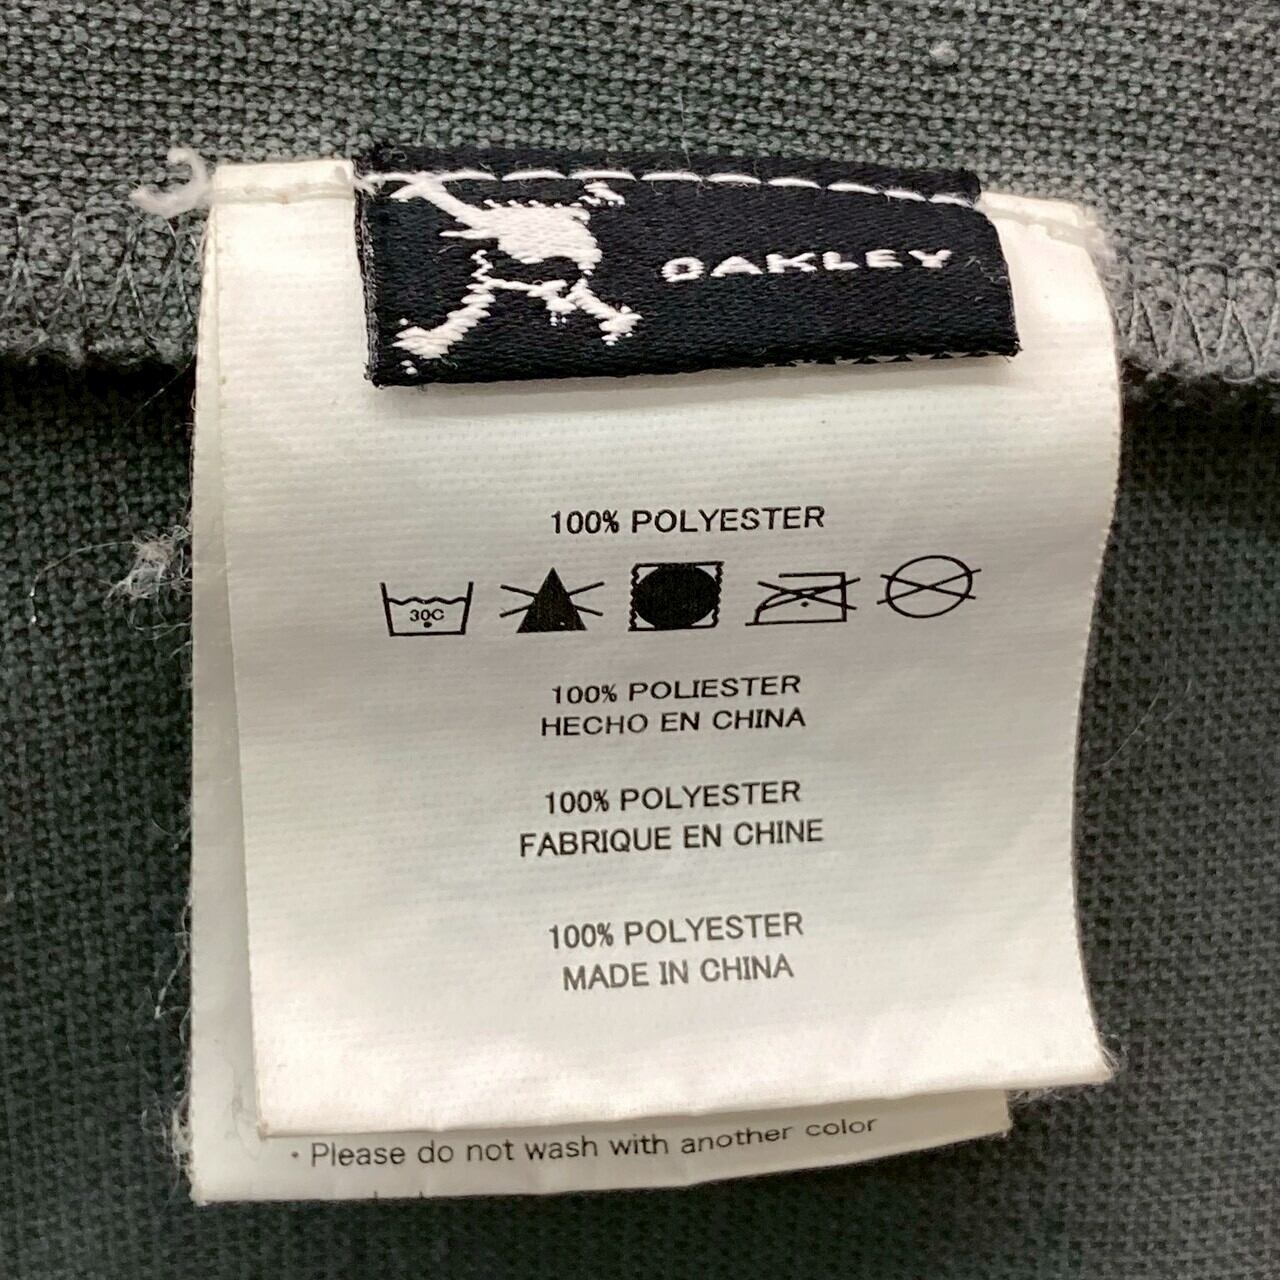 OAKLEY
100% POLYESTER
30C
100% POLIESTER
HECHO EN CHINA
100% POLYESTER
FABRIQUE EN CHINE
100% POLYESTER
MADE IN CHINA
· Please do not wash with another color